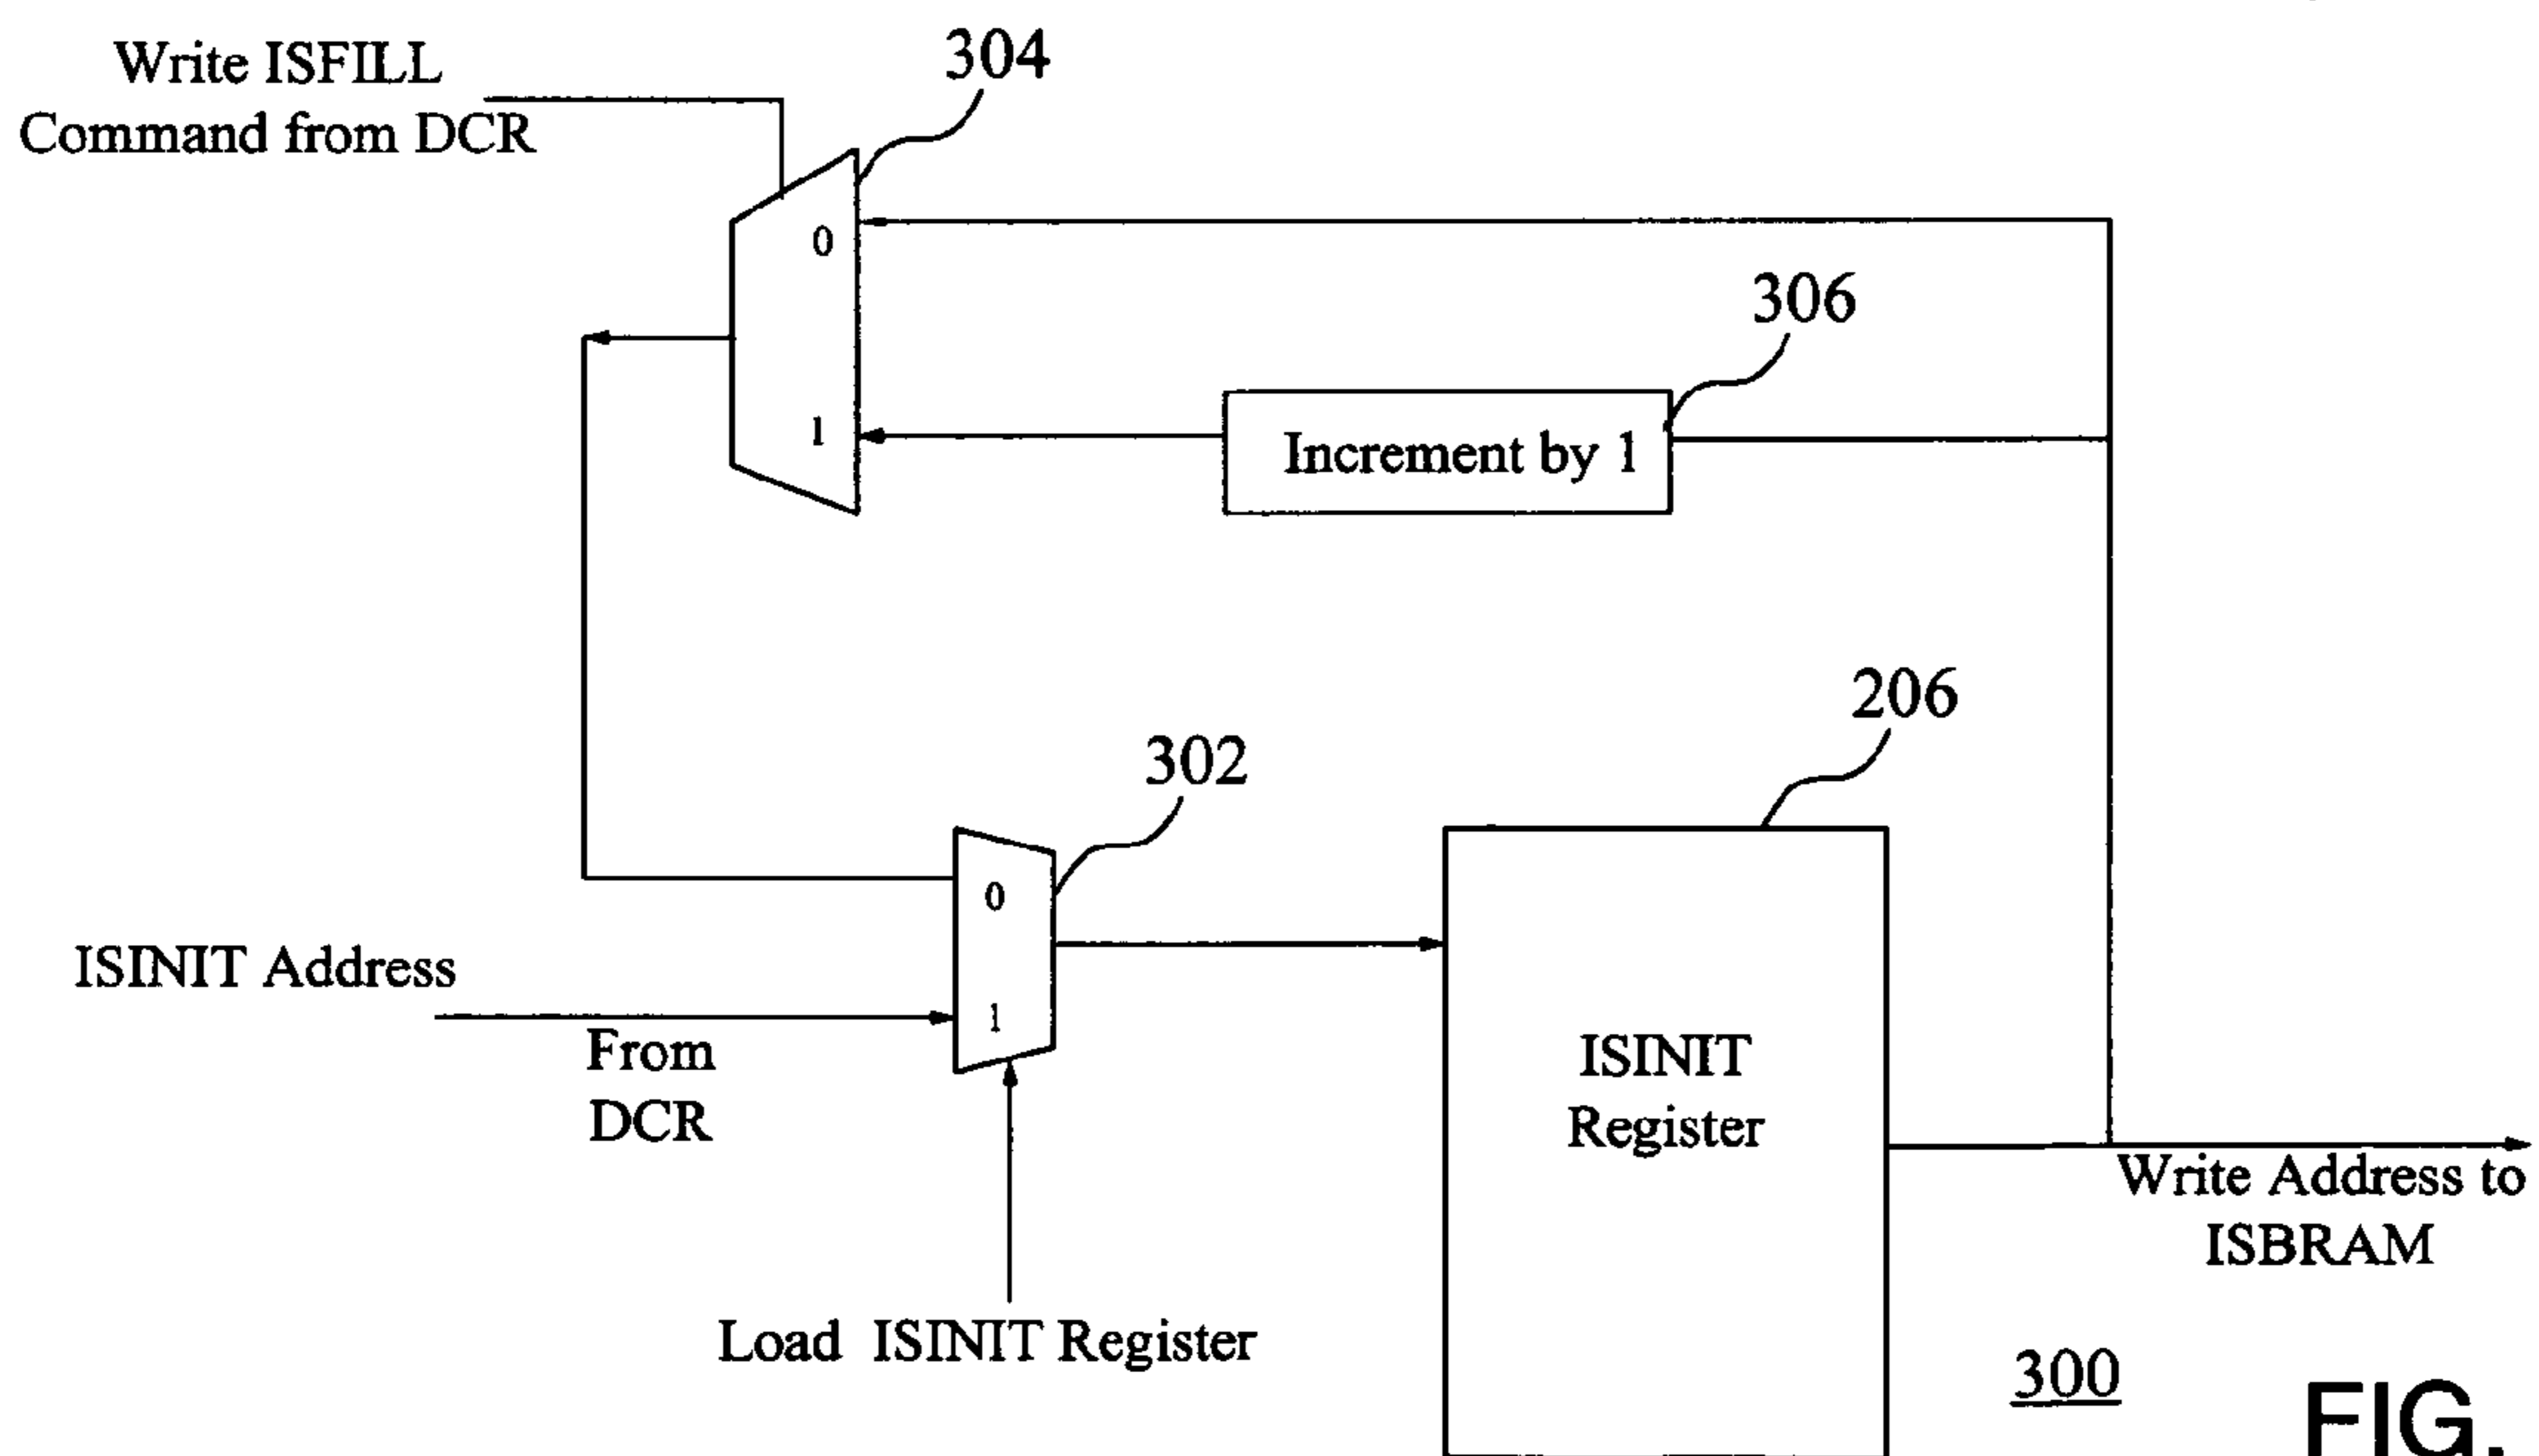 Write ISFILL
Command from DCR
304
0
306
1
Increment by 1
206
302
0
ISINIT Address
1
From
DCR
ISINIT
Register
Write Address to
ISBRAM
Load ISINIT Register
300
FIG.